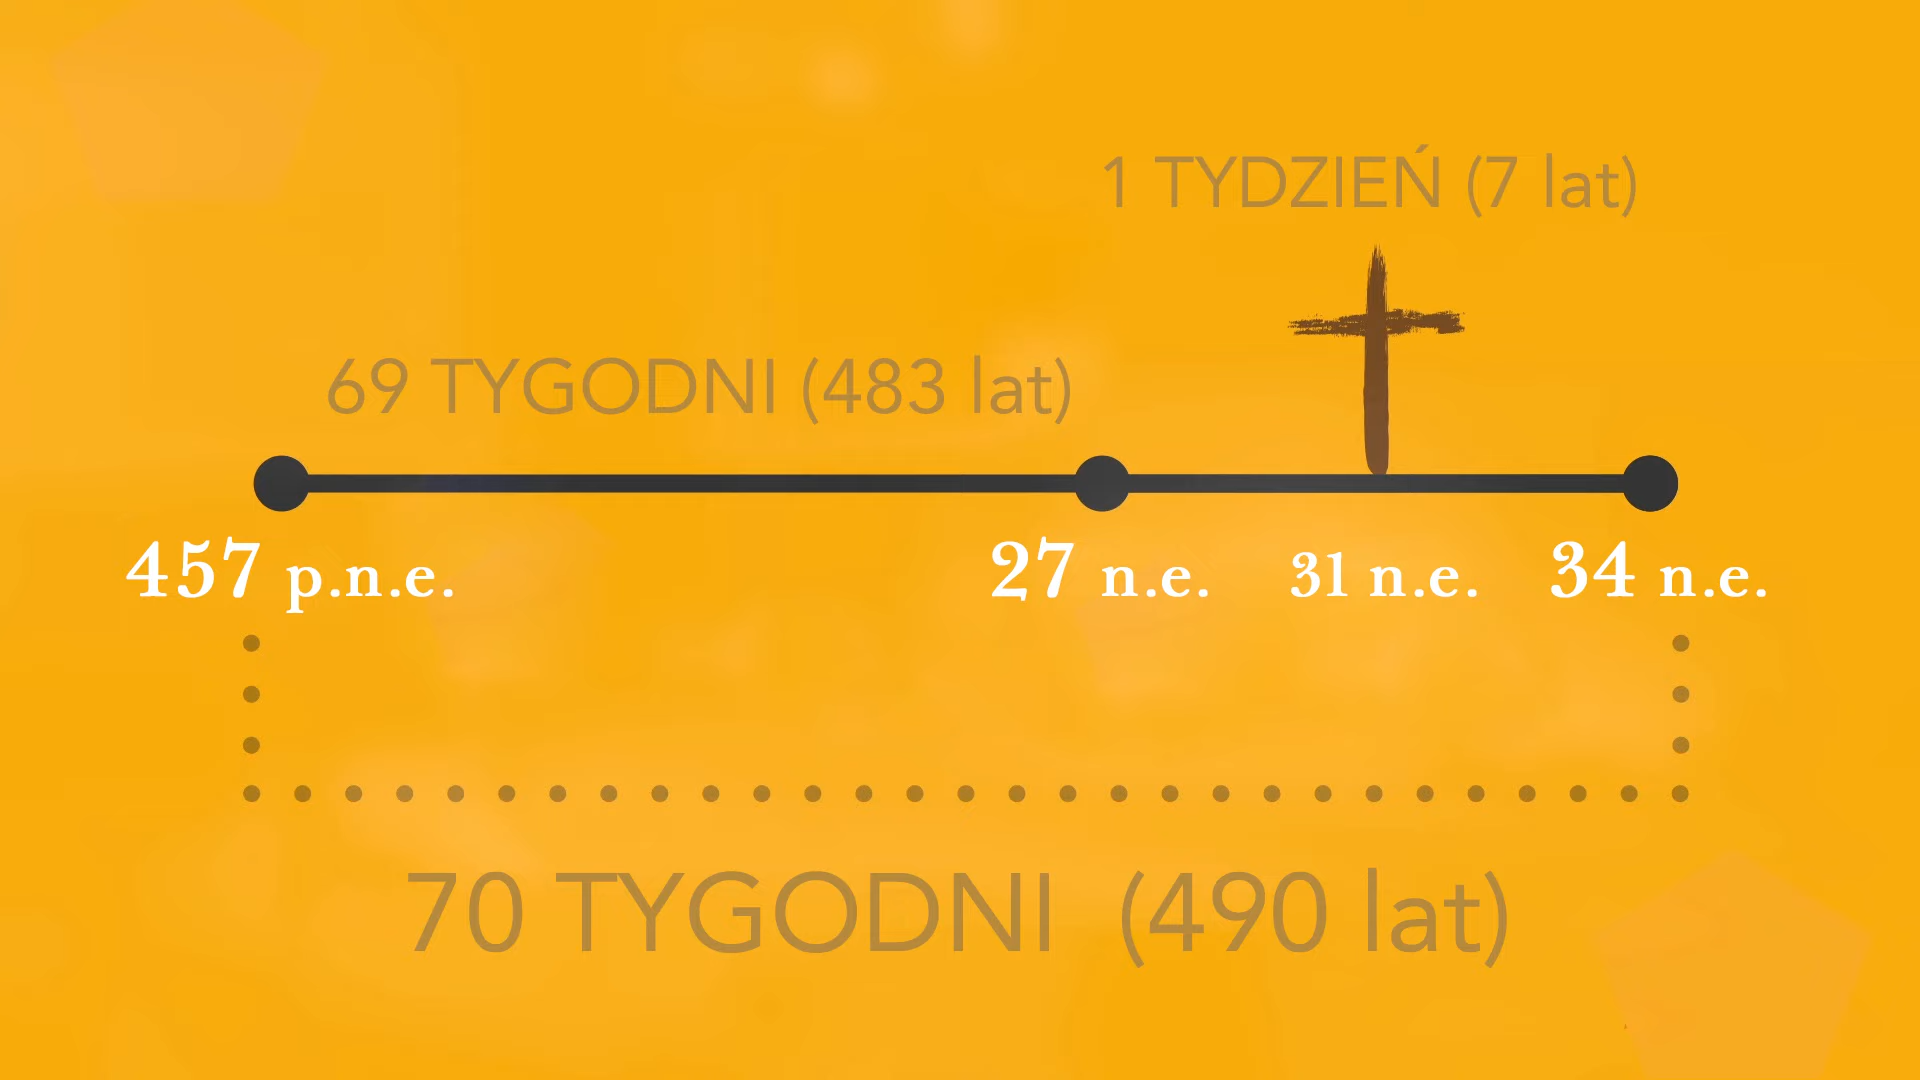 1 TYDZIEŃ (7 lat)
69 TYGODNI (483 lat)
457 p.n.e. 27 n.e. 31 n.e. 34 n.e.
70 TYGODNI (490 lat)